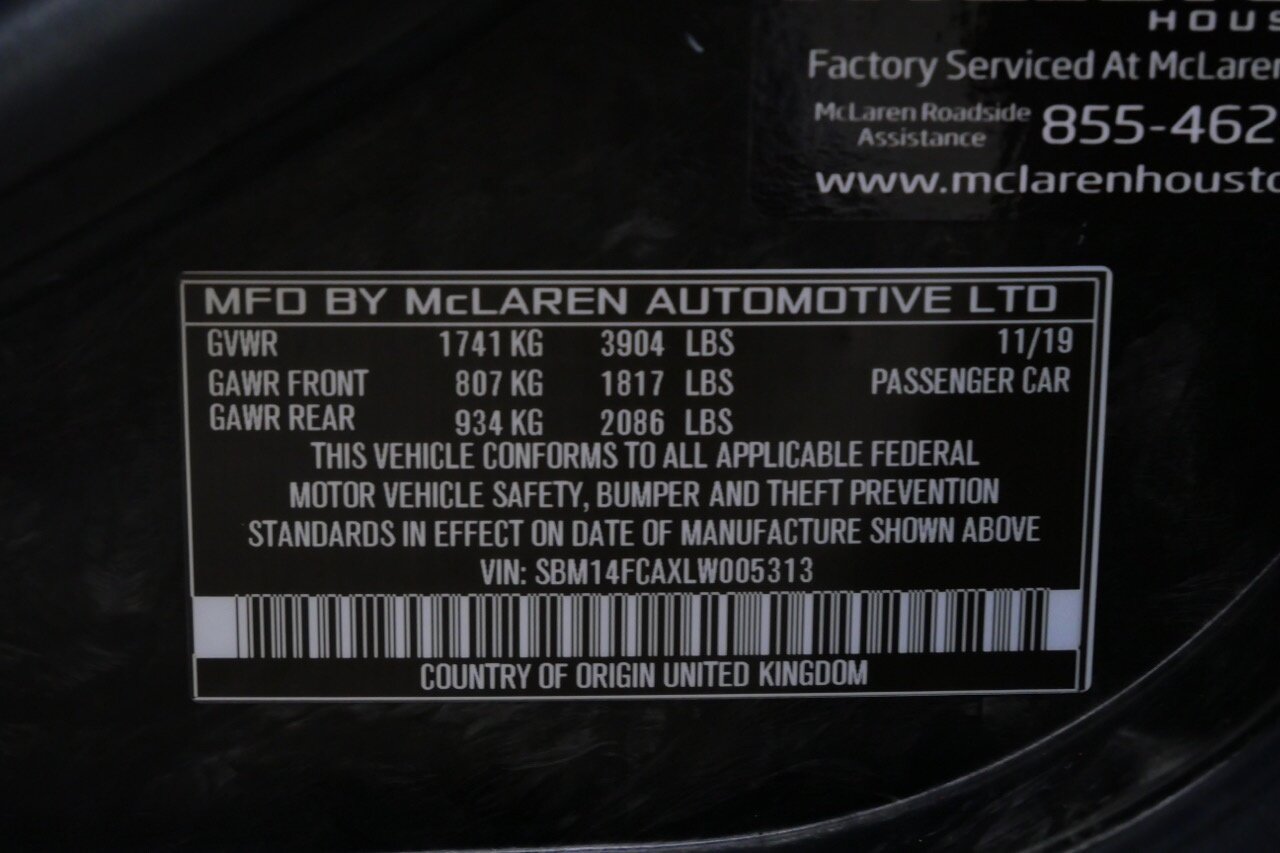 HOUS
Factory Serviced At McLaren
McLaren Roadside
Assistance
855-462
www.mclarenhousto
MFD BY McLAREN AUTOMOTIVE LTD
GVWR 1741 KG 3904 LBS 11/19
GAWR FRONT 807 KG 1817 LBS PASSENGER CAR
GAWR REAR 934 KG 2086 LBS
THIS VEHICLE CONFORMS TO ALL APPLICABLE FEDERAL
MOTOR VEHICLE SAFETY, BUMPER AND THEFT PREVENTION
STANDARDS IN EFFECT ON DATE OF MANUFACTURE SHOWN ABOVE
VIN: SBM14FCAXLW005313
COUNTRY OF ORIGIN UNITED KINGDOM